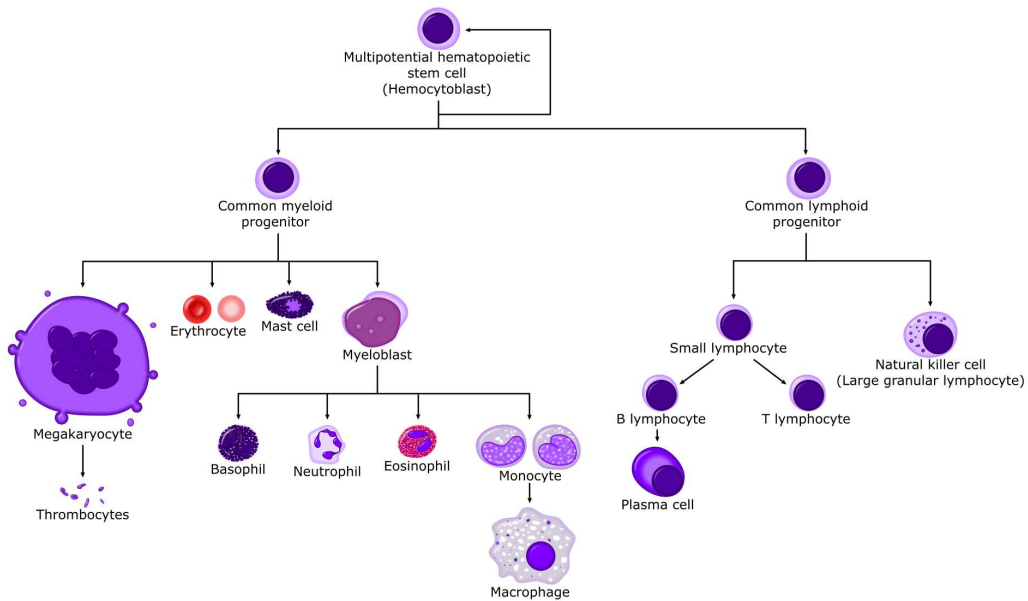 Multipotential hematopoietic
stem cell
(Hemocytoblast)
Common myeloid
progenitor
Common lymphoid
progenitor
Erythrocyte
Mast cell
Myeloblast
Small lymphocyte
Natural killer cell
(Large granular lymphocyte)
Megakaryocyte
Basophil
Neutrophil
Eosinophil
Monocyte
B lymphocyte
T lymphocyte
Thrombocytes
Plasma cell
Macrophage